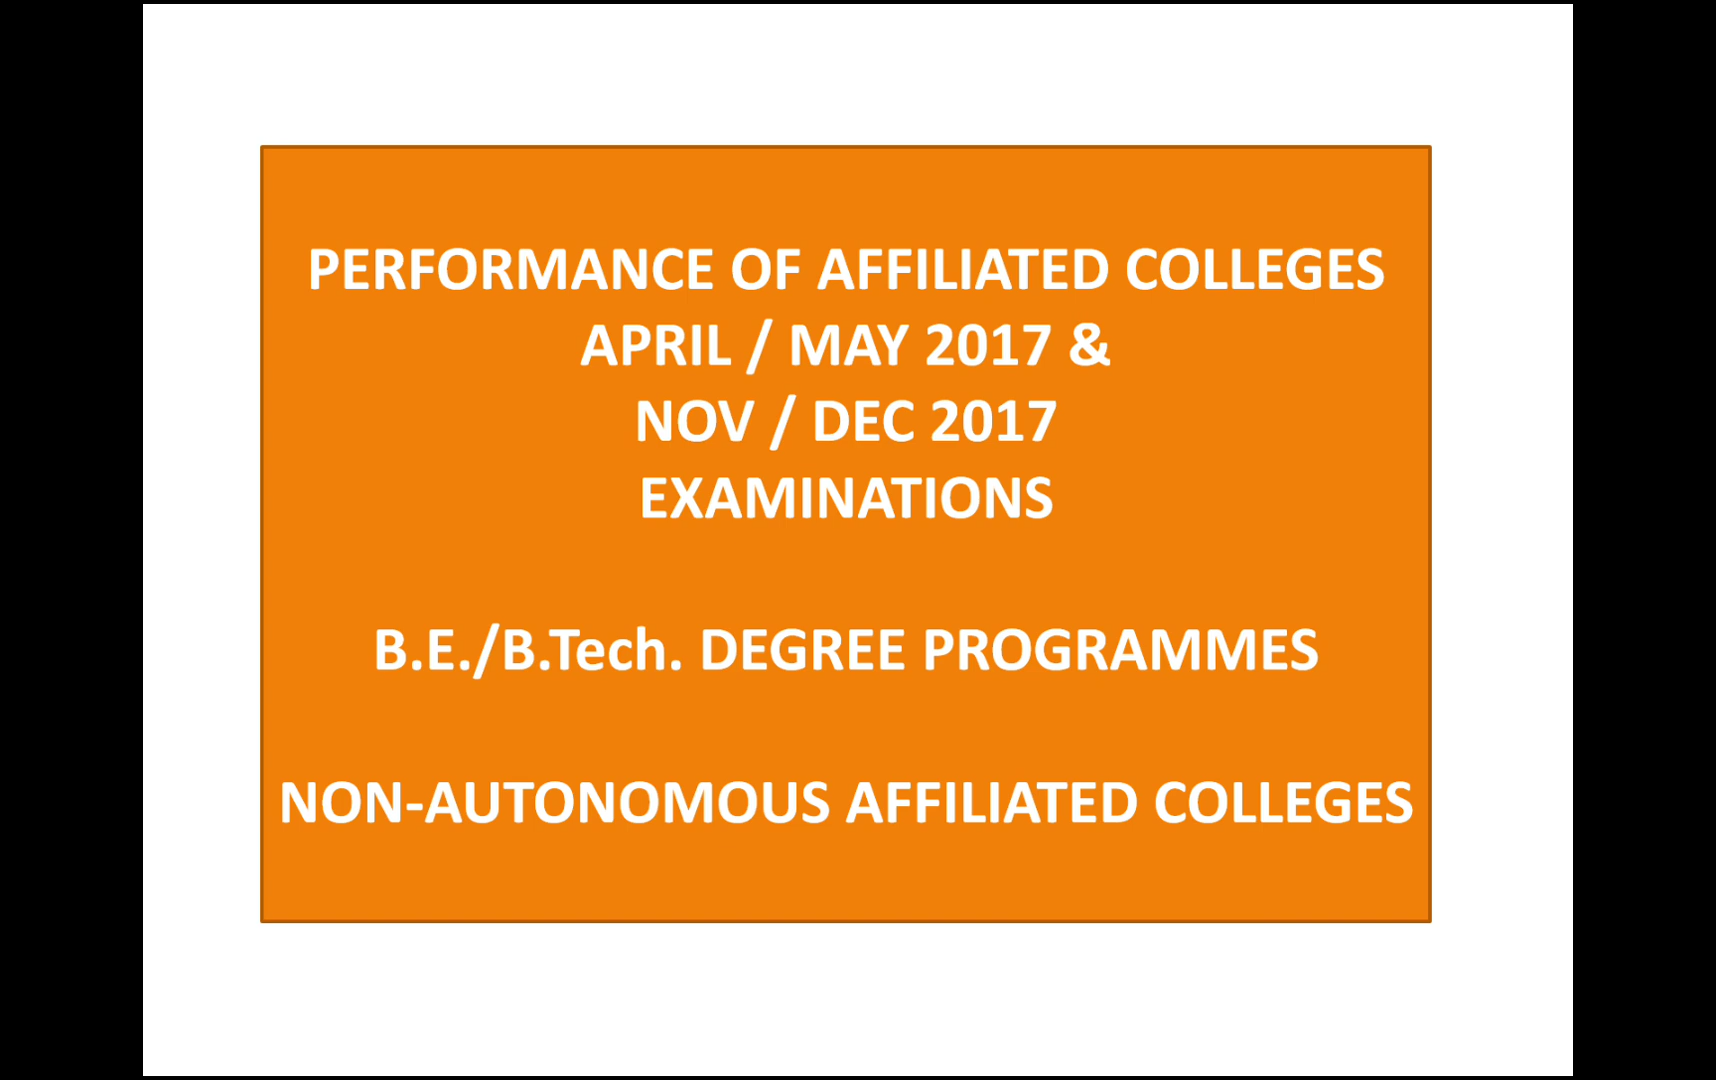 PERFORMANCE OF AFFILIATED COLLEGES
APRIL / MAY 2017 &
NOV / DEC 2017
EXAMINATIONS
B.E./B.Tech. DEGREE PROGRAMMES
NON-AUTONOMOUS AFFILIATED COLLEGES